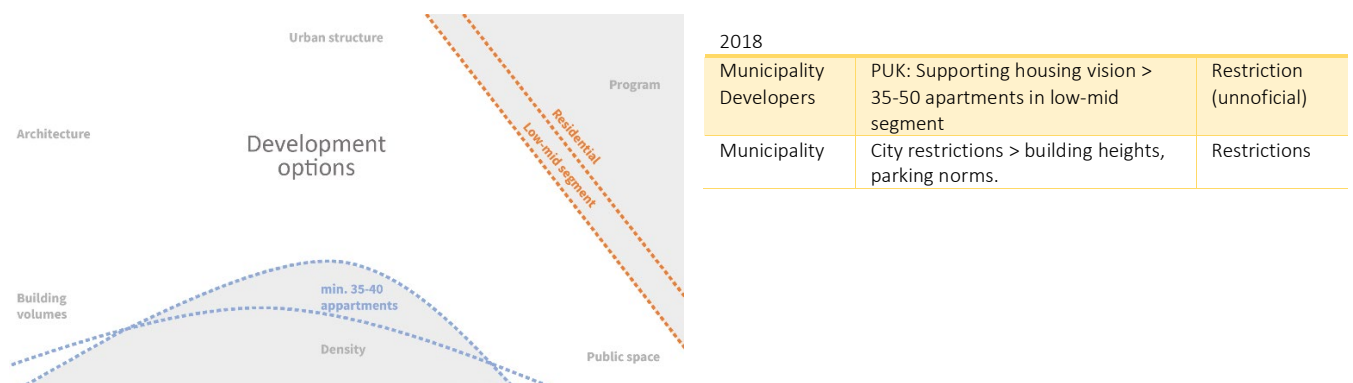 Urban structure
Program
Architecture
Development
options
Residential
Low-mid segment
Building
volumes
min. 35-40
appartments
Density
Public space
2018
Municipality
Developers
PUK: Supporting housing vision >
35-50 apartments in low-mid
segment
Restriction
(unnoficial)
Municipality
City restrictions > building heights,
parking norms.
Restrictions